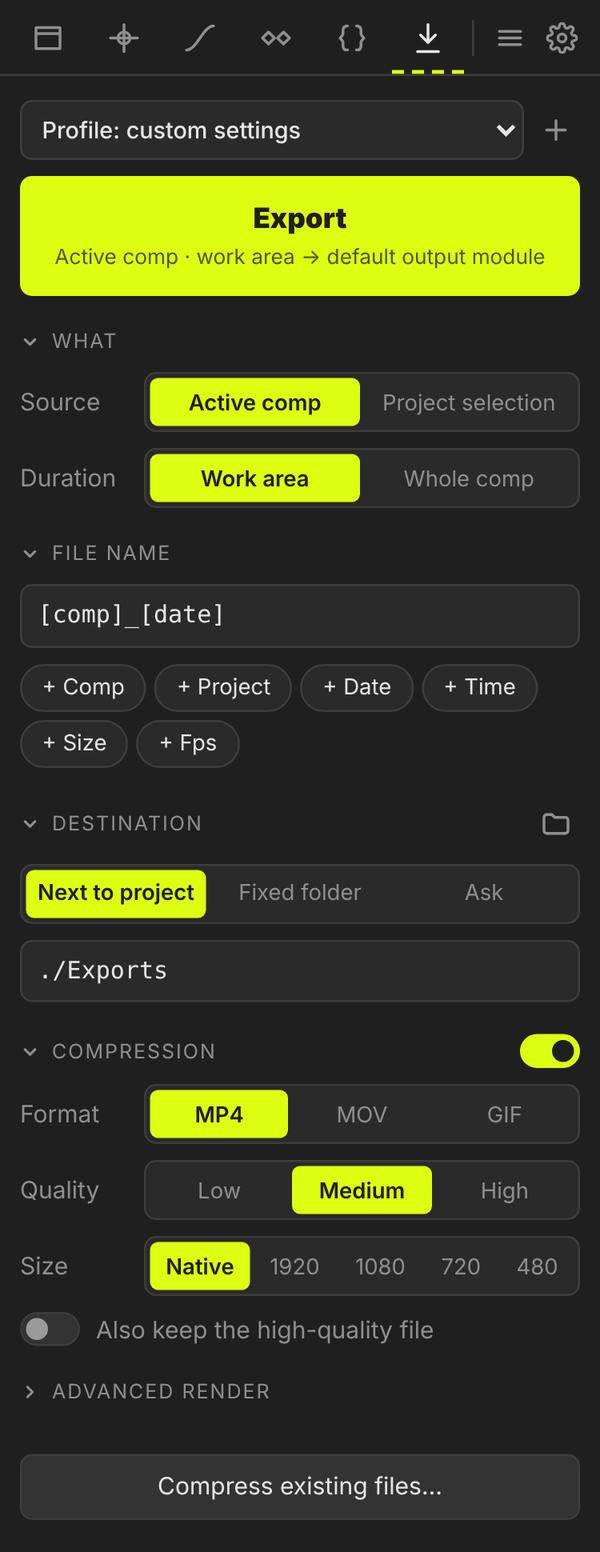 Profile: custom settings
Export
Active comp · work area → default output module
WHAT
Source Active comp Project selection
Duration Work area Whole comp
FILE NAME
[comp]_[date]
+ Comp + Project + Date + Time
+ Size + Fps
DESTINATION
Next to project Fixed folder Ask
./Exports
COMPRESSION
Format MP4 MOV GIF
Quality Low Medium High
Size Native 1920 1080 720 480
Also keep the high-quality file
ADVANCED RENDER
Compress existing files...